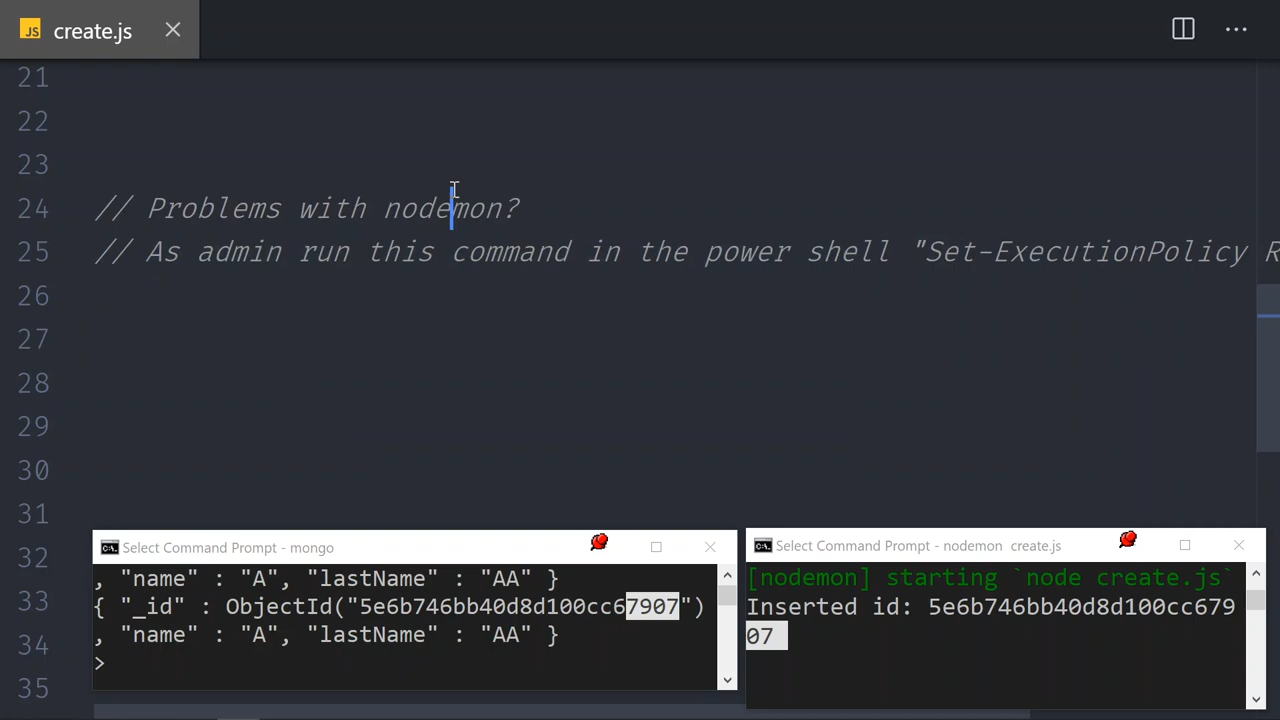 JS create.js
21
22
23
24 // Problems with nodemon?
25 // As admin run this command in the power shell "Set-ExecutionPolicy R
26
27
28
29
30
31
32
33
34
35
Select Command Prompt - mongo
, "name" : "A", "lastName" : "AA" }
{ "_id" : ObjectId("5e6b746bb40d8d100cc67907")
, "name" : "A", "lastName" : "AA" }
>
Select Command Prompt - nodemon create.js
[nodemon] starting `node create.js`
Inserted id: 5e6b746bb40d8d100cc679
07